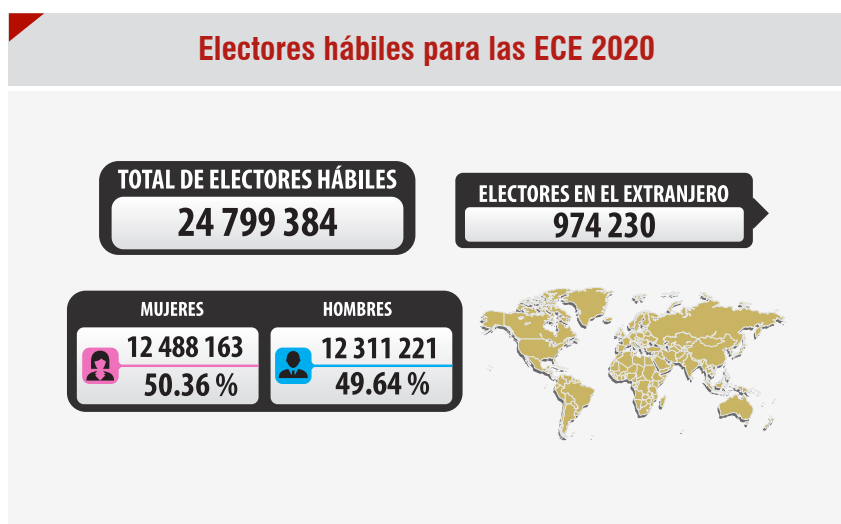 Electores hábiles para las ECE 2020
TOTAL DE ELECTORES HÁBILES
24 799 384
ELECTORES EN EL EXTRANJERO
974 230
MUJERES
12 488 163
50.36 %
HOMBRES
12 311 221
49.64 %